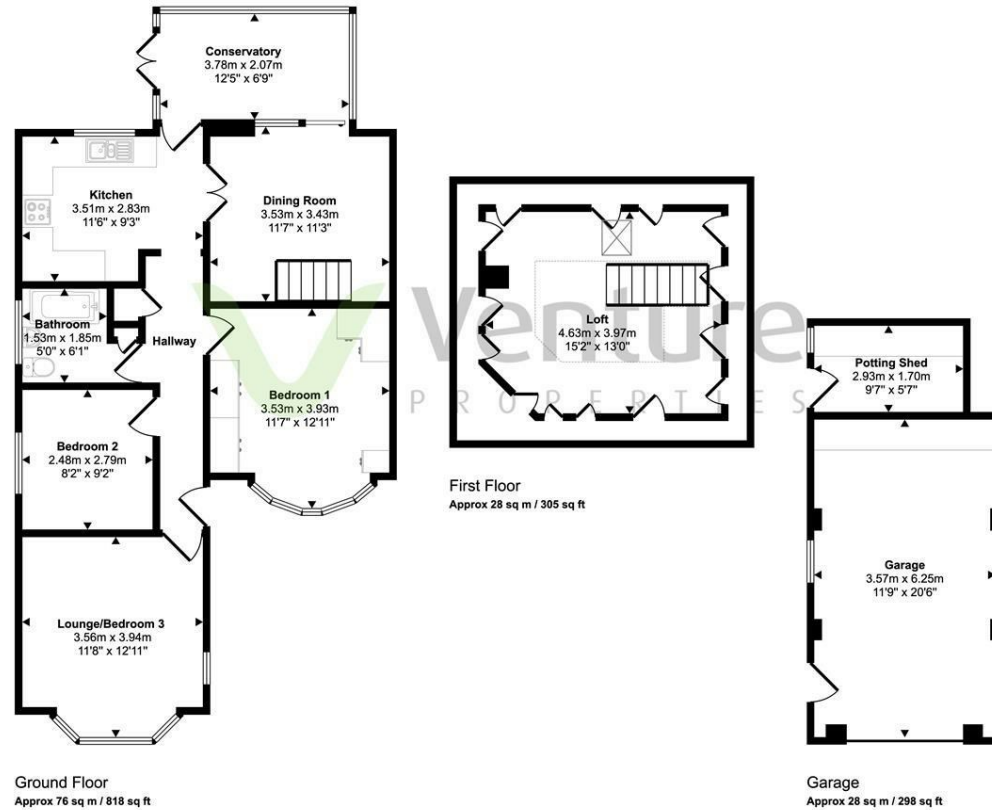 Conservatory
3.78m x 2.07m
12'5" x 6'9"
Kitchen
3.51m x 2.83m
11'6" x 9'3"
Dining Room
3.53m x 3.43m
11'7" x 11'3"
Bathroom
1.53m x 1.85m
5'0" x 6'1"
Hallway
Bedroom 1
3.53m x 3.93m
11'7" x 12'11"
Bedroom 2
2.48m x 2.79m
8'2" x 9'2"
Lounge/Bedroom 3
3.56m x 3.94m
11'8" x 12'11"
Ground Floor
Approx 76 sq m / 818 sq ft
Loft
4.63m x 3.97m
15'2" x 13'0"
First Floor
Approx 28 sq m / 305 sq ft
Potting Shed
2.93m x 1.70m
9'7" x 5'7"
Garage
3.57m x 6.25m
11'9" x 20'6"
Garage
Approx 28 sq m / 298 sq ft
Venture
PROPERTIES